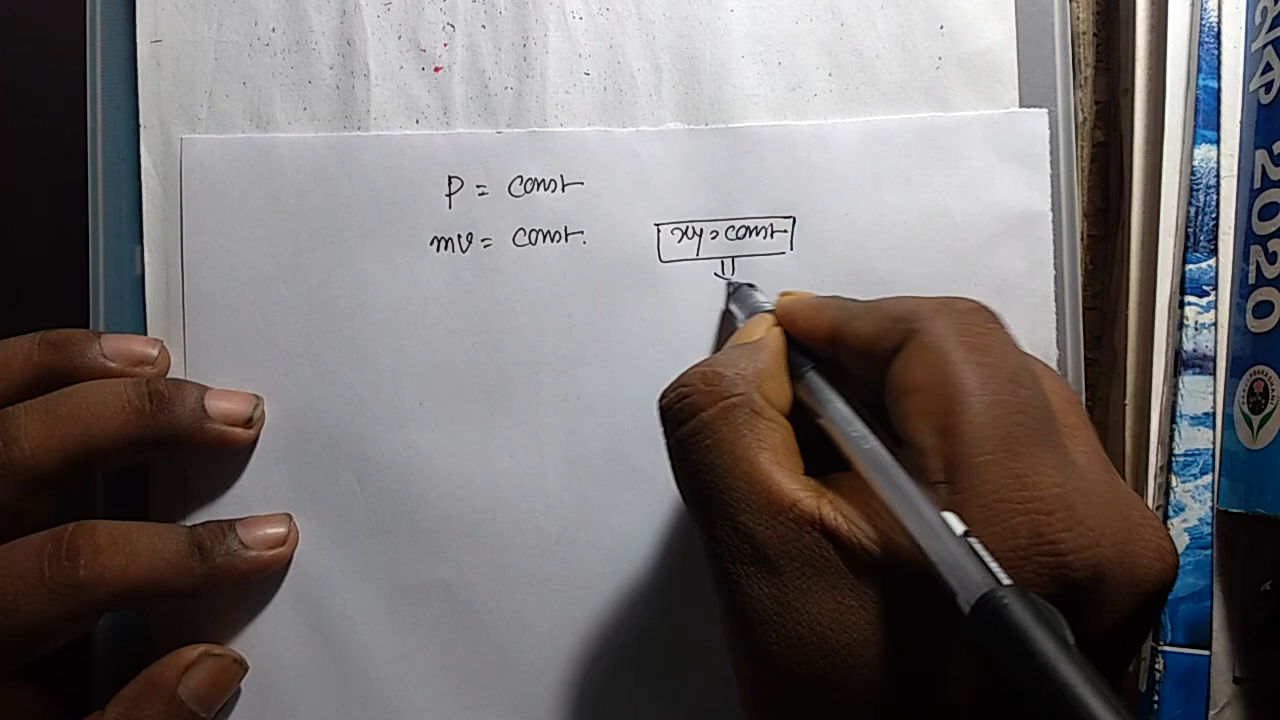 P = const
mv = const.
xy = const
2020